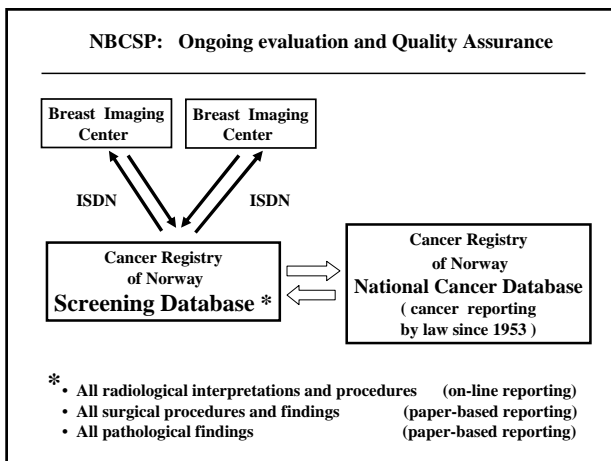 NBCSP: Ongoing evaluation and Quality Assurance
Breast Imaging
Center
Breast Imaging
Center
ISDN
ISDN
Cancer Registry
of Norway
Screening Database *
Cancer Registry
of Norway
National Cancer Database
( cancer reporting
by law since 1953 )
* • All radiological interpretations and procedures (on-line reporting)
• All surgical procedures and findings (paper-based reporting)
• All pathological findings (paper-based reporting)